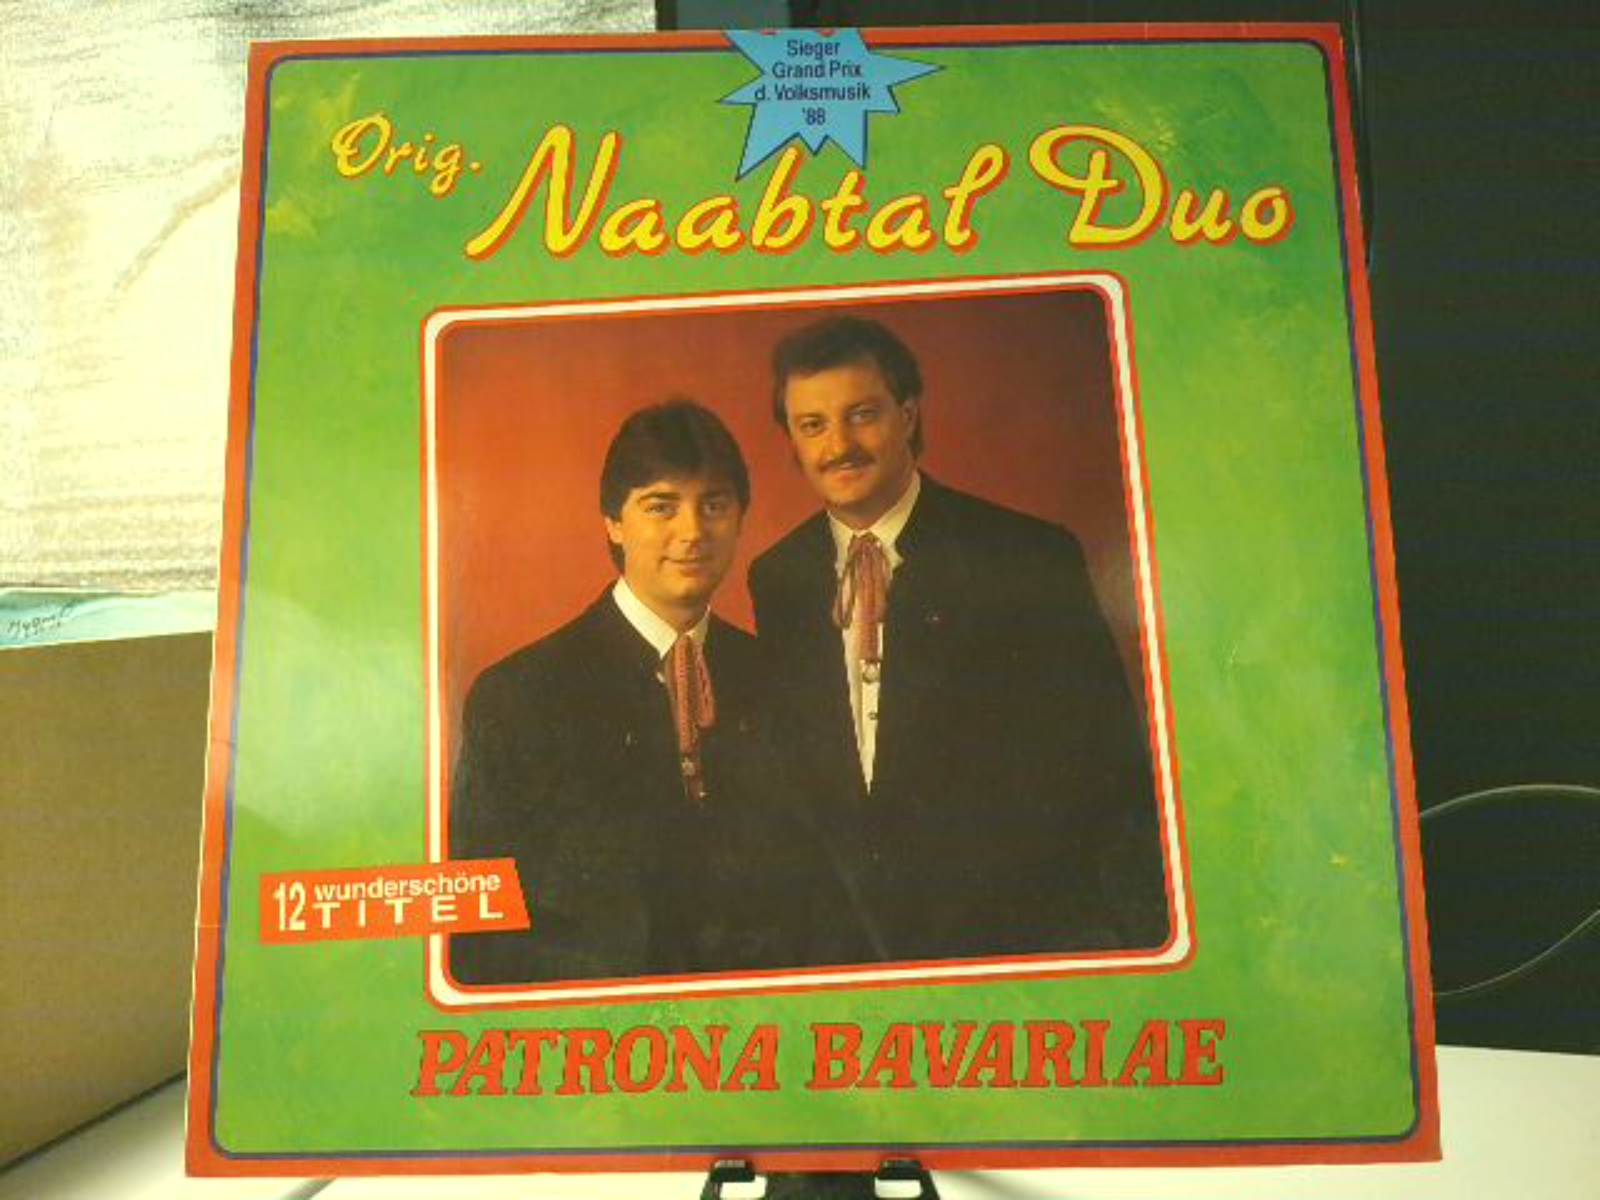 Sieger
Grand Prix
d. Volksmusik
'88
Orig. Naabtal Duo
12 wunderschöne
TITEL
PATRONA BAVARIAE